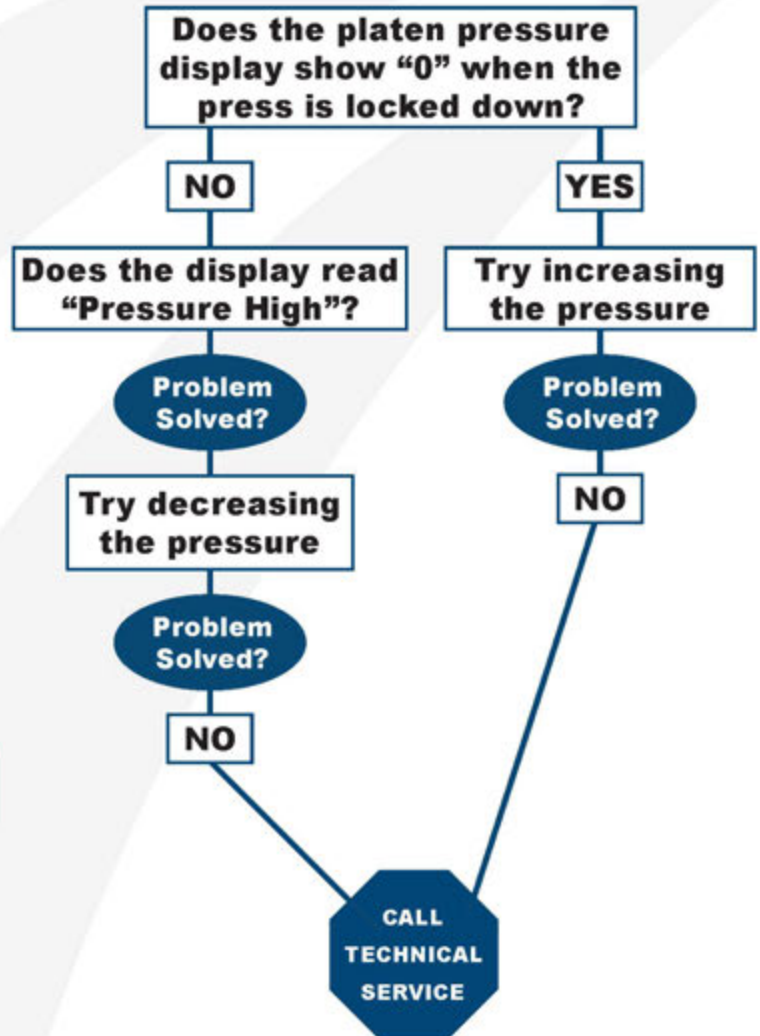 Does the platen pressure
display show “0” when the
press is locked down?
NO
Does the display read
“Pressure High”?
Problem
Solved?
Try decreasing
the pressure
Problem
Solved?
NO
YES
Try increasing
the pressure
Problem
Solved?
NO
CALL
TECHNICAL
SERVICE